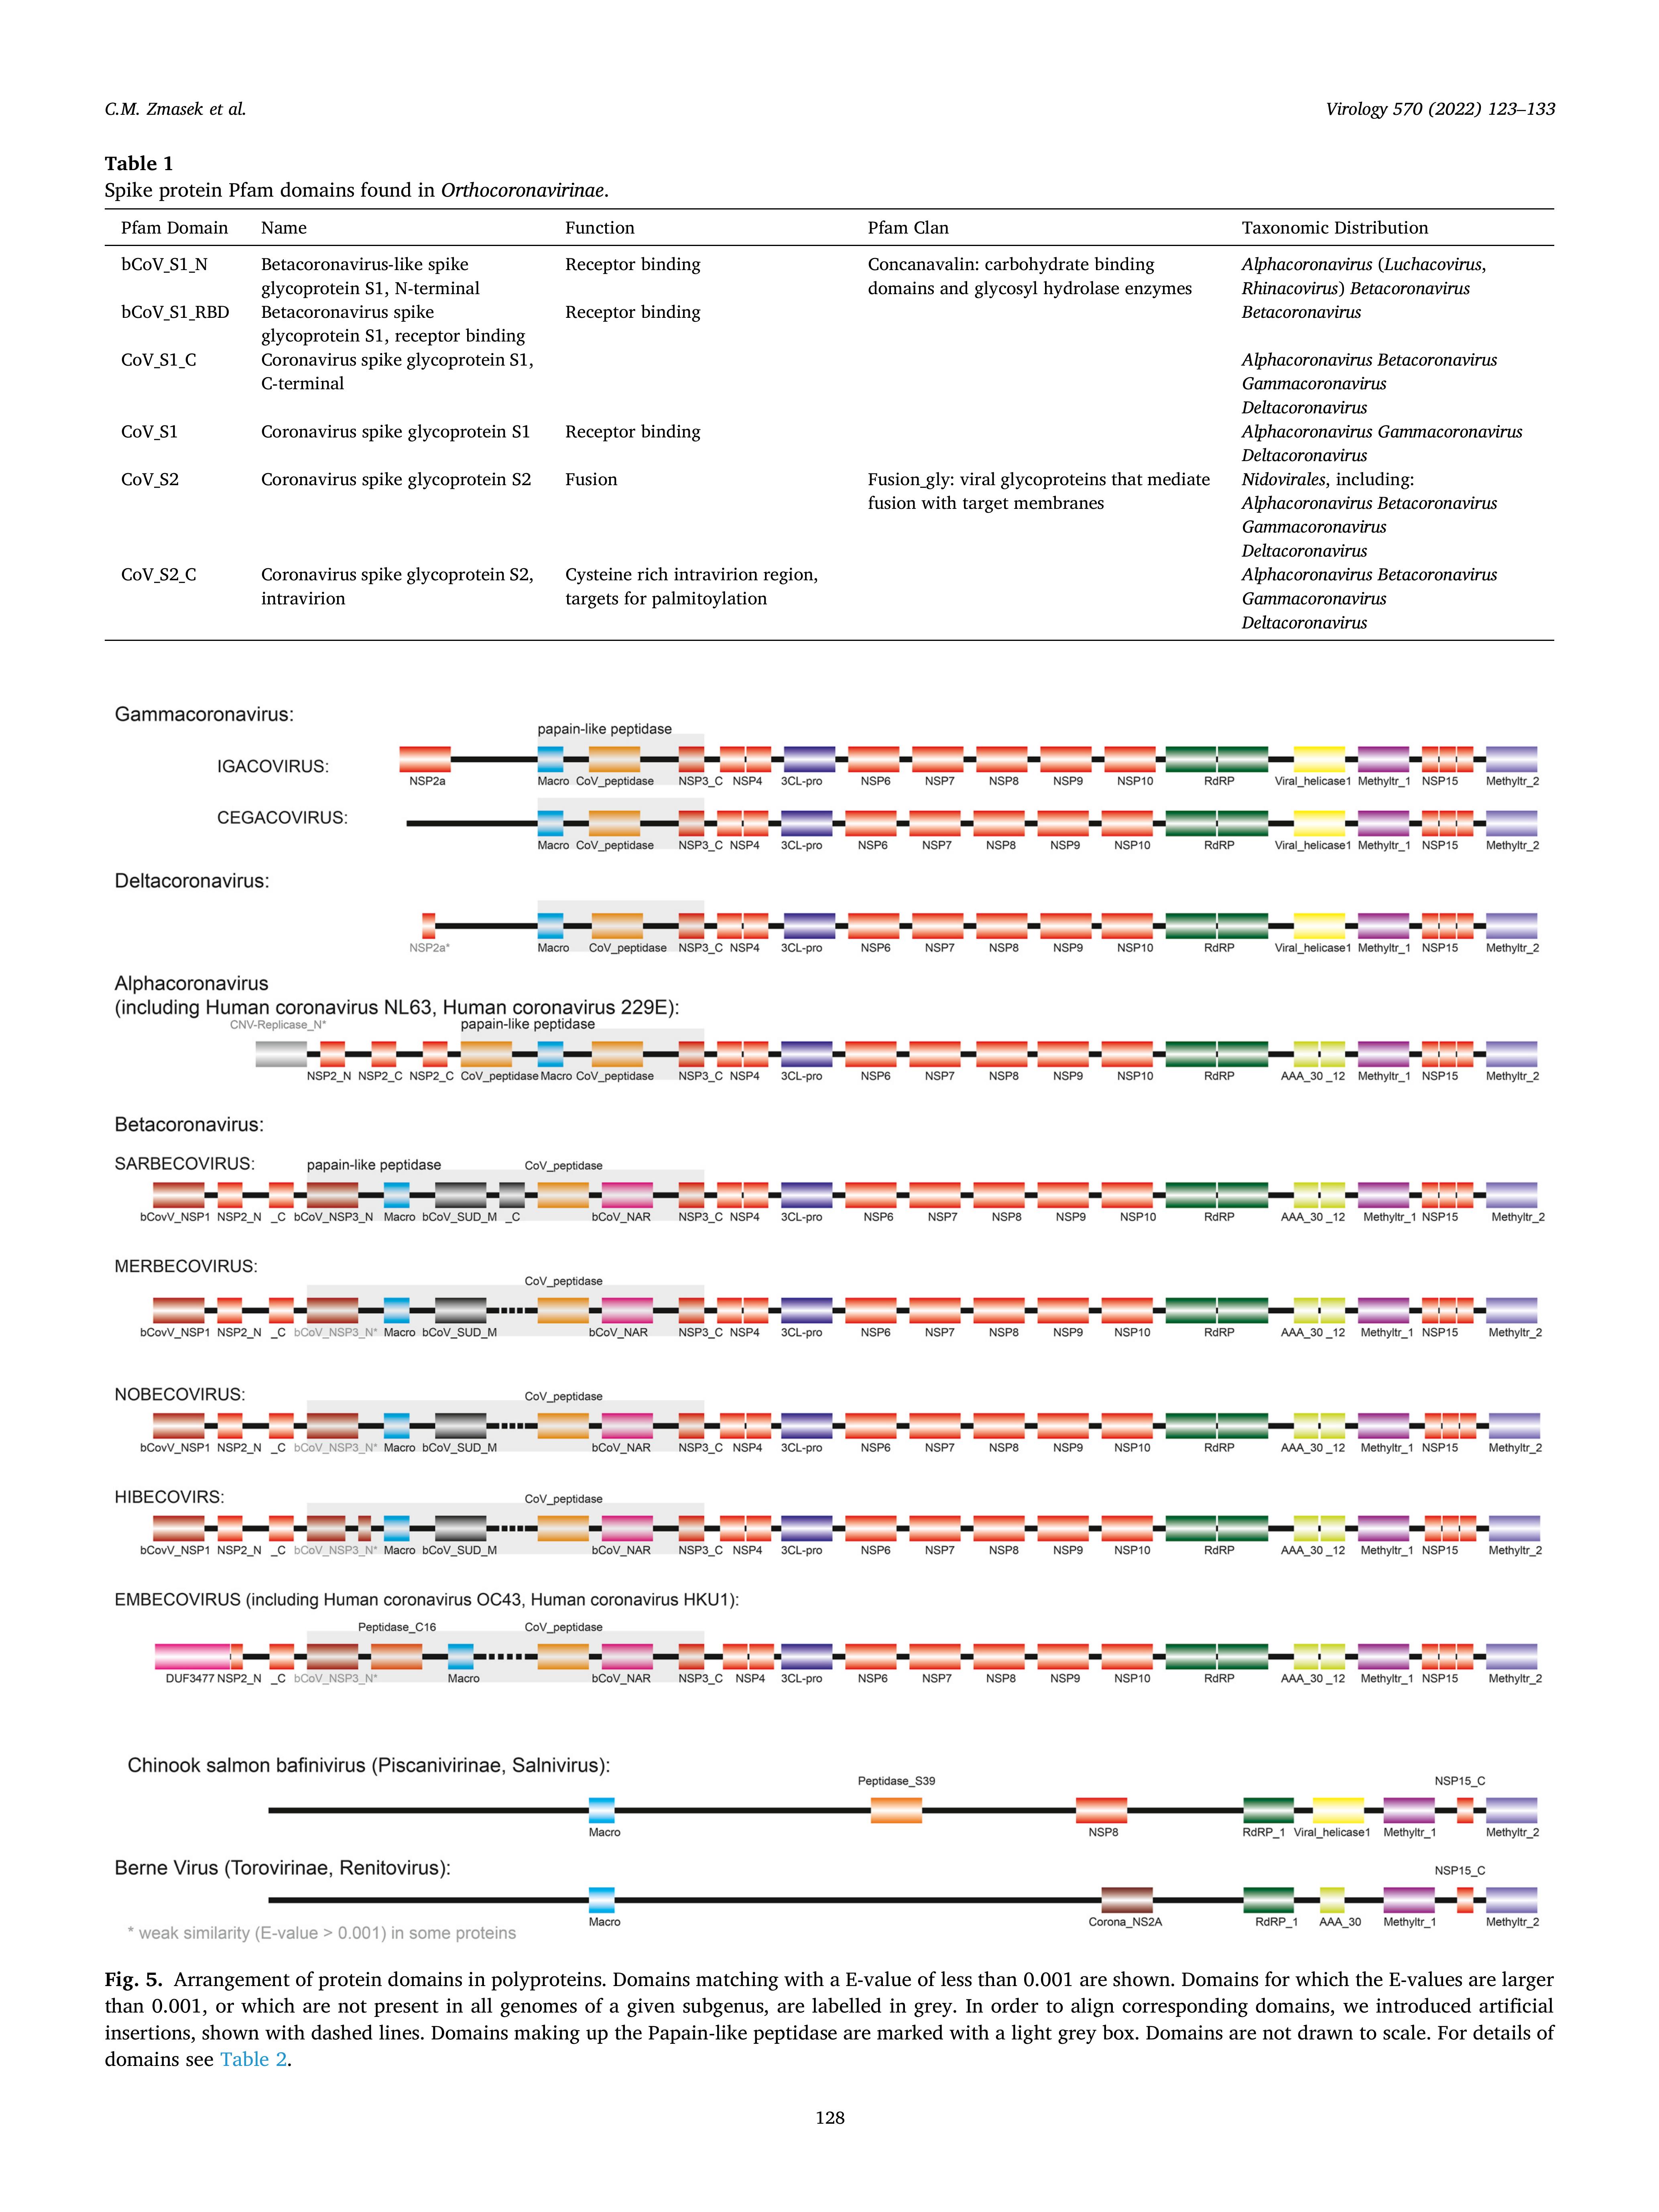 C.M. Zmasek et al.
Virology 570 (2022) 123–133
Table 1
Spike protein Pfam domains found in Orthocoronavirinae.
Pfam Domain Name Function Pfam Clan Taxonomic Distribution
bCoV_S1_N Betacoronavirus-like spike Receptor binding Concanavalin: carbohydrate binding Alphacoronavirus (Luchacovirus,
glycoprotein S1, N-terminal domains and glycosyl hydrolase enzymes Rhinacovirus) Betacoronavirus
bCoV_S1_RBD Betacoronavirus spike Receptor binding Betacoronavirus
glycoprotein S1, receptor binding
CoV_S1_C Coronavirus spike glycoprotein S1, Alphacoronavirus Betacoronavirus
C-terminal Gammacoronavirus
Deltacoronavirus
CoV_S1 Coronavirus spike glycoprotein S1 Receptor binding Alphacoronavirus Gammacoronavirus
Deltacoronavirus
CoV_S2 Coronavirus spike glycoprotein S2 Fusion Fusion_gly: viral glycoproteins that mediate Nidovirales, including:
fusion with target membranes Alphacoronavirus Betacoronavirus
Gammacoronavirus
Deltacoronavirus
CoV_S2_C Coronavirus spike glycoprotein S2, Cysteine rich intravirion region, Alphacoronavirus Betacoronavirus
intravirion targets for palmitoylation Gammacoronavirus
Deltacoronavirus
Gammacoronavirus:
papain-like peptidase
IGACOVIRUS:
NSP2a Macro CoV_peptidase NSP3_C NSP4 3CL-pro NSP6 NSP7 NSP8 NSP9 NSP10 RdRP Viral_helicase1 Methyltr_1 NSP15 Methyltr_2
CEGACOVIRUS:
Macro CoV_peptidase NSP3_C NSP4 3CL-pro NSP6 NSP7 NSP8 NSP9 NSP10 RdRP Viral_helicase1 Methyltr_1 NSP15 Methyltr_2
Deltacoronavirus:
NSP2a* Macro CoV_peptidase NSP3_C NSP4 3CL-pro NSP6 NSP7 NSP8 NSP9 NSP10 RdRP Viral_helicase1 Methyltr_1 NSP15 Methyltr_2
Alphacoronavirus
(including Human coronavirus NL63, Human coronavirus 229E):
CNV-Replicase_N* papain-like peptidase
NSP2_N NSP2_C NSP2_C CoV_peptidase Macro CoV_peptidase NSP3_C NSP4 3CL-pro NSP6 NSP7 NSP8 NSP9 NSP10 RdRP AAA_30 _12 Methyltr_1 NSP15 Methyltr_2
Betacoronavirus:
SARBECOVIRUS: papain-like peptidase CoV_peptidase
bCovV_NSP1 NSP2_N _C bCoV_NSP3_N Macro bCoV_SUD_M _C bCoV_NAR NSP3_C NSP4 3CL-pro NSP6 NSP7 NSP8 NSP9 NSP10 RdRP AAA_30 _12 Methyltr_1 NSP15 Methyltr_2
MERBECOVIRUS:
CoV_peptidase
bCovV_NSP1 NSP2_N _C bCoV_NSP3_N* Macro bCoV_SUD_M bCoV_NAR NSP3_C NSP4 3CL-pro NSP6 NSP7 NSP8 NSP9 NSP10 RdRP AAA_30 _12 Methyltr_1 NSP15 Methyltr_2
NOBECOVIRUS: CoV_peptidase
bCovV_NSP1 NSP2_N _C bCoV_NSP3_N* Macro bCoV_SUD_M bCoV_NAR NSP3_C NSP4 3CL-pro NSP6 NSP7 NSP8 NSP9 NSP10 RdRP AAA_30 _12 Methyltr_1 NSP15 Methyltr_2
HIBECOVIRS: CoV_peptidase
bCovV_NSP1 NSP2_N _C bCoV_NSP3_N* Macro bCoV_SUD_M bCoV_NAR NSP3_C NSP4 3CL-pro NSP6 NSP7 NSP8 NSP9 NSP10 RdRP AAA_30 _12 Methyltr_1 NSP15 Methyltr_2
EMBECOVIRUS (including Human coronavirus OC43, Human coronavirus HKU1):
Peptidase_C16 CoV_peptidase
DUF3477 NSP2_N _C bCoV_NSP3_N* Macro bCoV_NAR NSP3_C NSP4 3CL-pro NSP6 NSP7 NSP8 NSP9 NSP10 RdRP AAA_30 _12 Methyltr_1 NSP15 Methyltr_2
Chinook salmon bafinivirus (Piscanivirinae, Salnivirus):
Peptidase_S39 NSP15_C
Macro NSP8 RdRP_1 Viral_helicase1 Methyltr_1 Methyltr_2
Berne Virus (Torovirinae, Renitovirus):
NSP15_C
Macro Corona_NS2A RdRP_1 AAA_30 Methyltr_1 Methyltr_2
* weak similarity (E-value > 0.001) in some proteins
Fig. 5. Arrangement of protein domains in polyproteins. Domains matching with a E-value of less than 0.001 are shown. Domains for which the E-values are larger
than 0.001, or which are not present in all genomes of a given subgenus, are labelled in grey. In order to align corresponding domains, we introduced artificial
insertions, shown with dashed lines. Domains making up the Papain-like peptidase are marked with a light grey box. Domains are not drawn to scale. For details of
domains see Table 2.
128